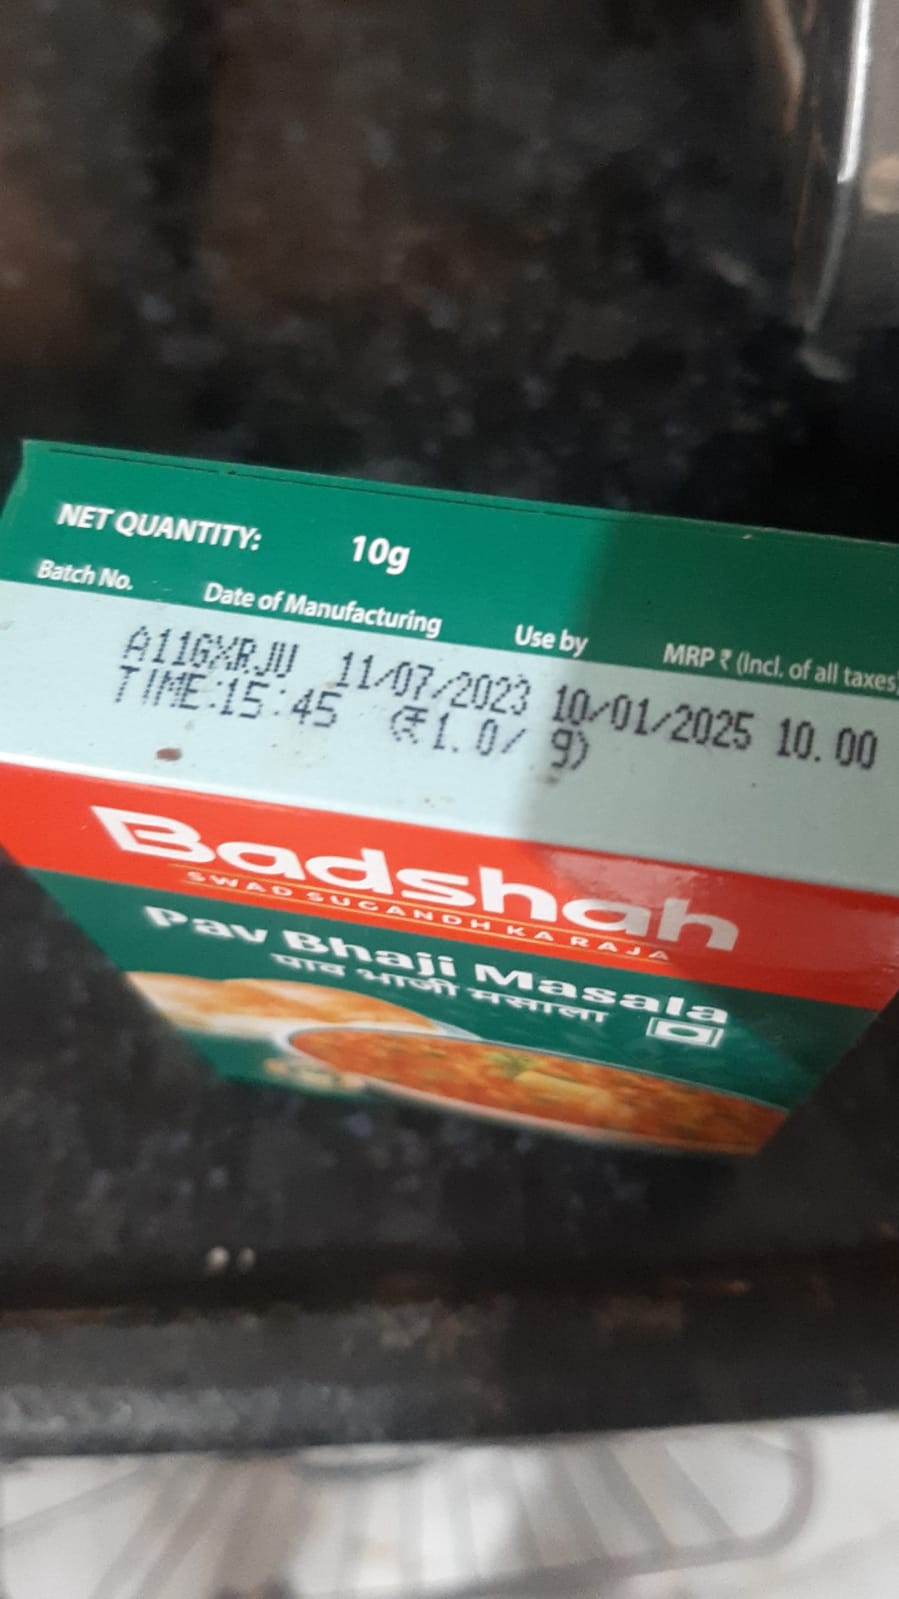 NET QUANTITY: 10g
Batch No. Date of Manufacturing Use by MRP ₹ (Incl. of all taxes)
A11GXRJU 11/07/2023 10/01/2025 10.00
TIME:15:45 (₹1.0/ g)
Badshah
SWAD SUGANDH KA RAJA
Pav Bhaji Masala
पाव भाजी मसाला